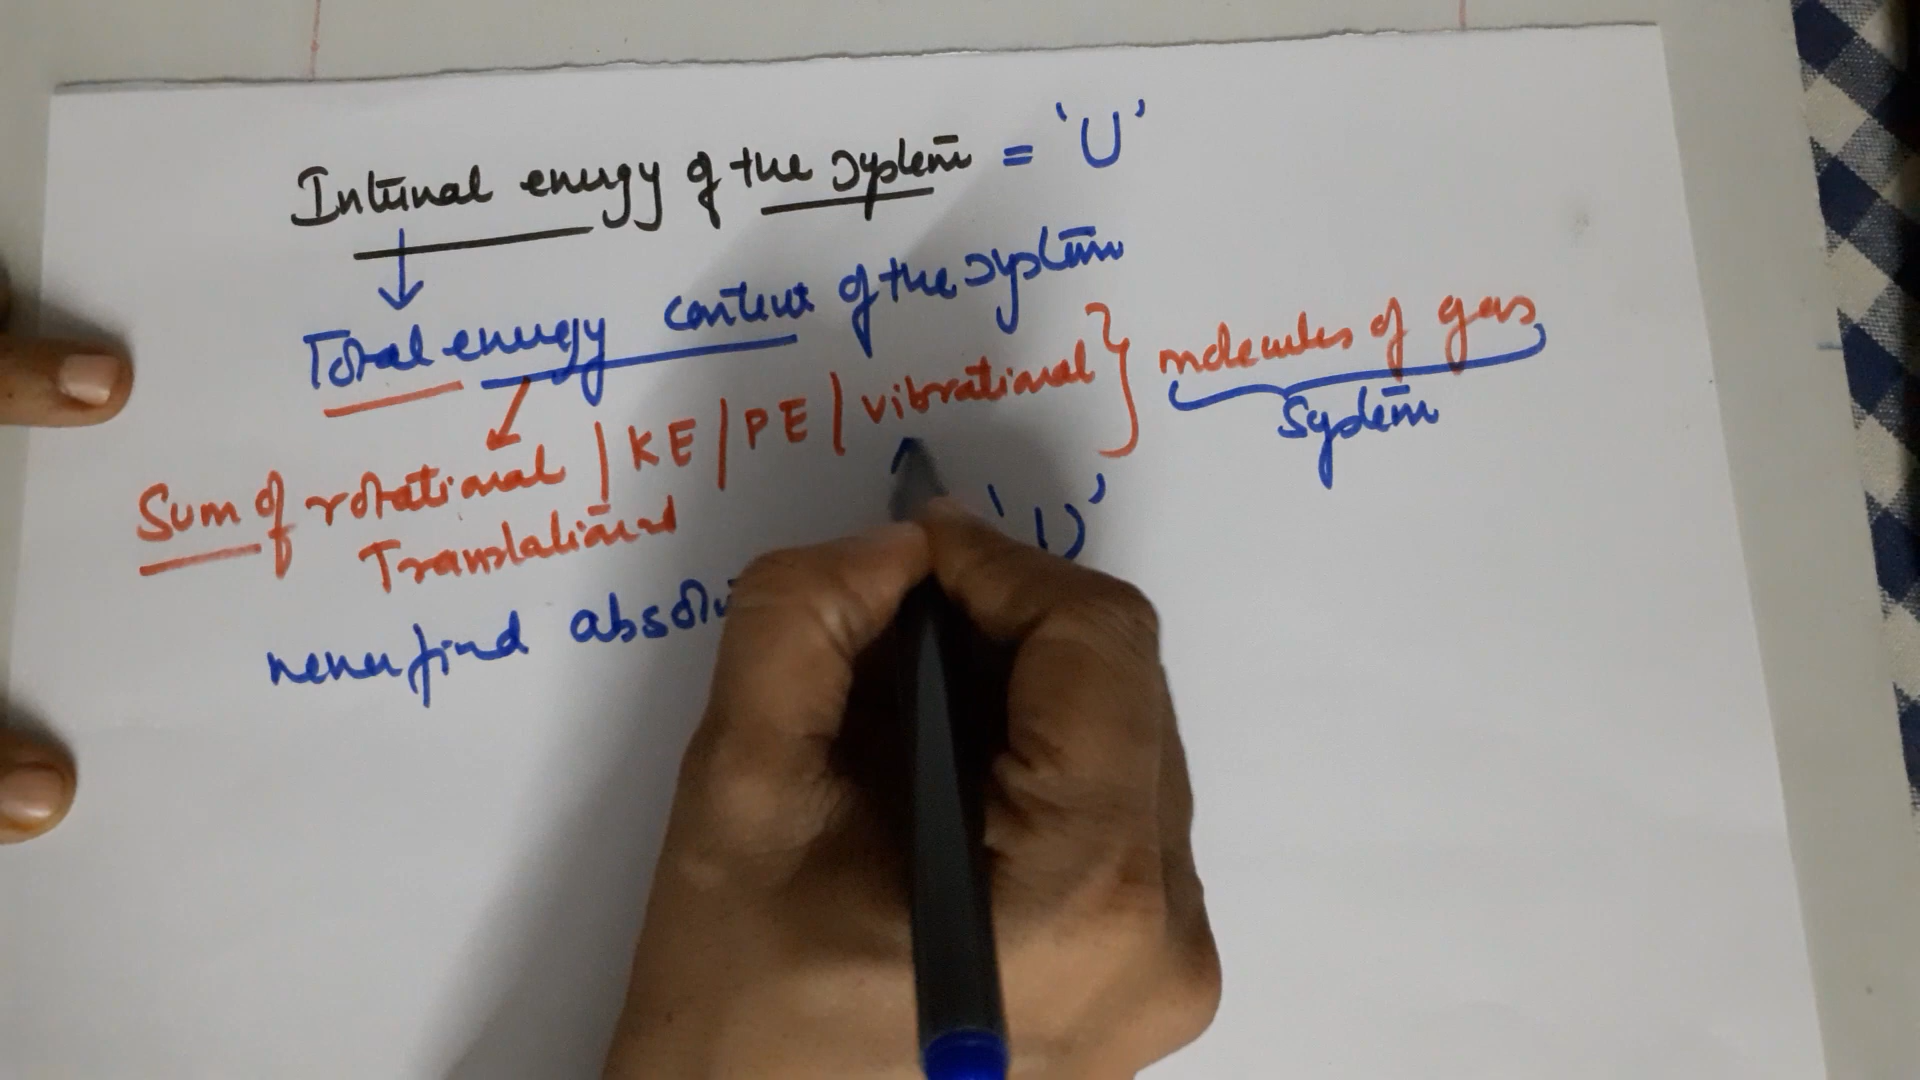 Internal energy of the system = 'U'
Total energy content of the system
Sum of rotational | KE | PE | vibrational } molecules of gas
Translational
System
never find 'U'